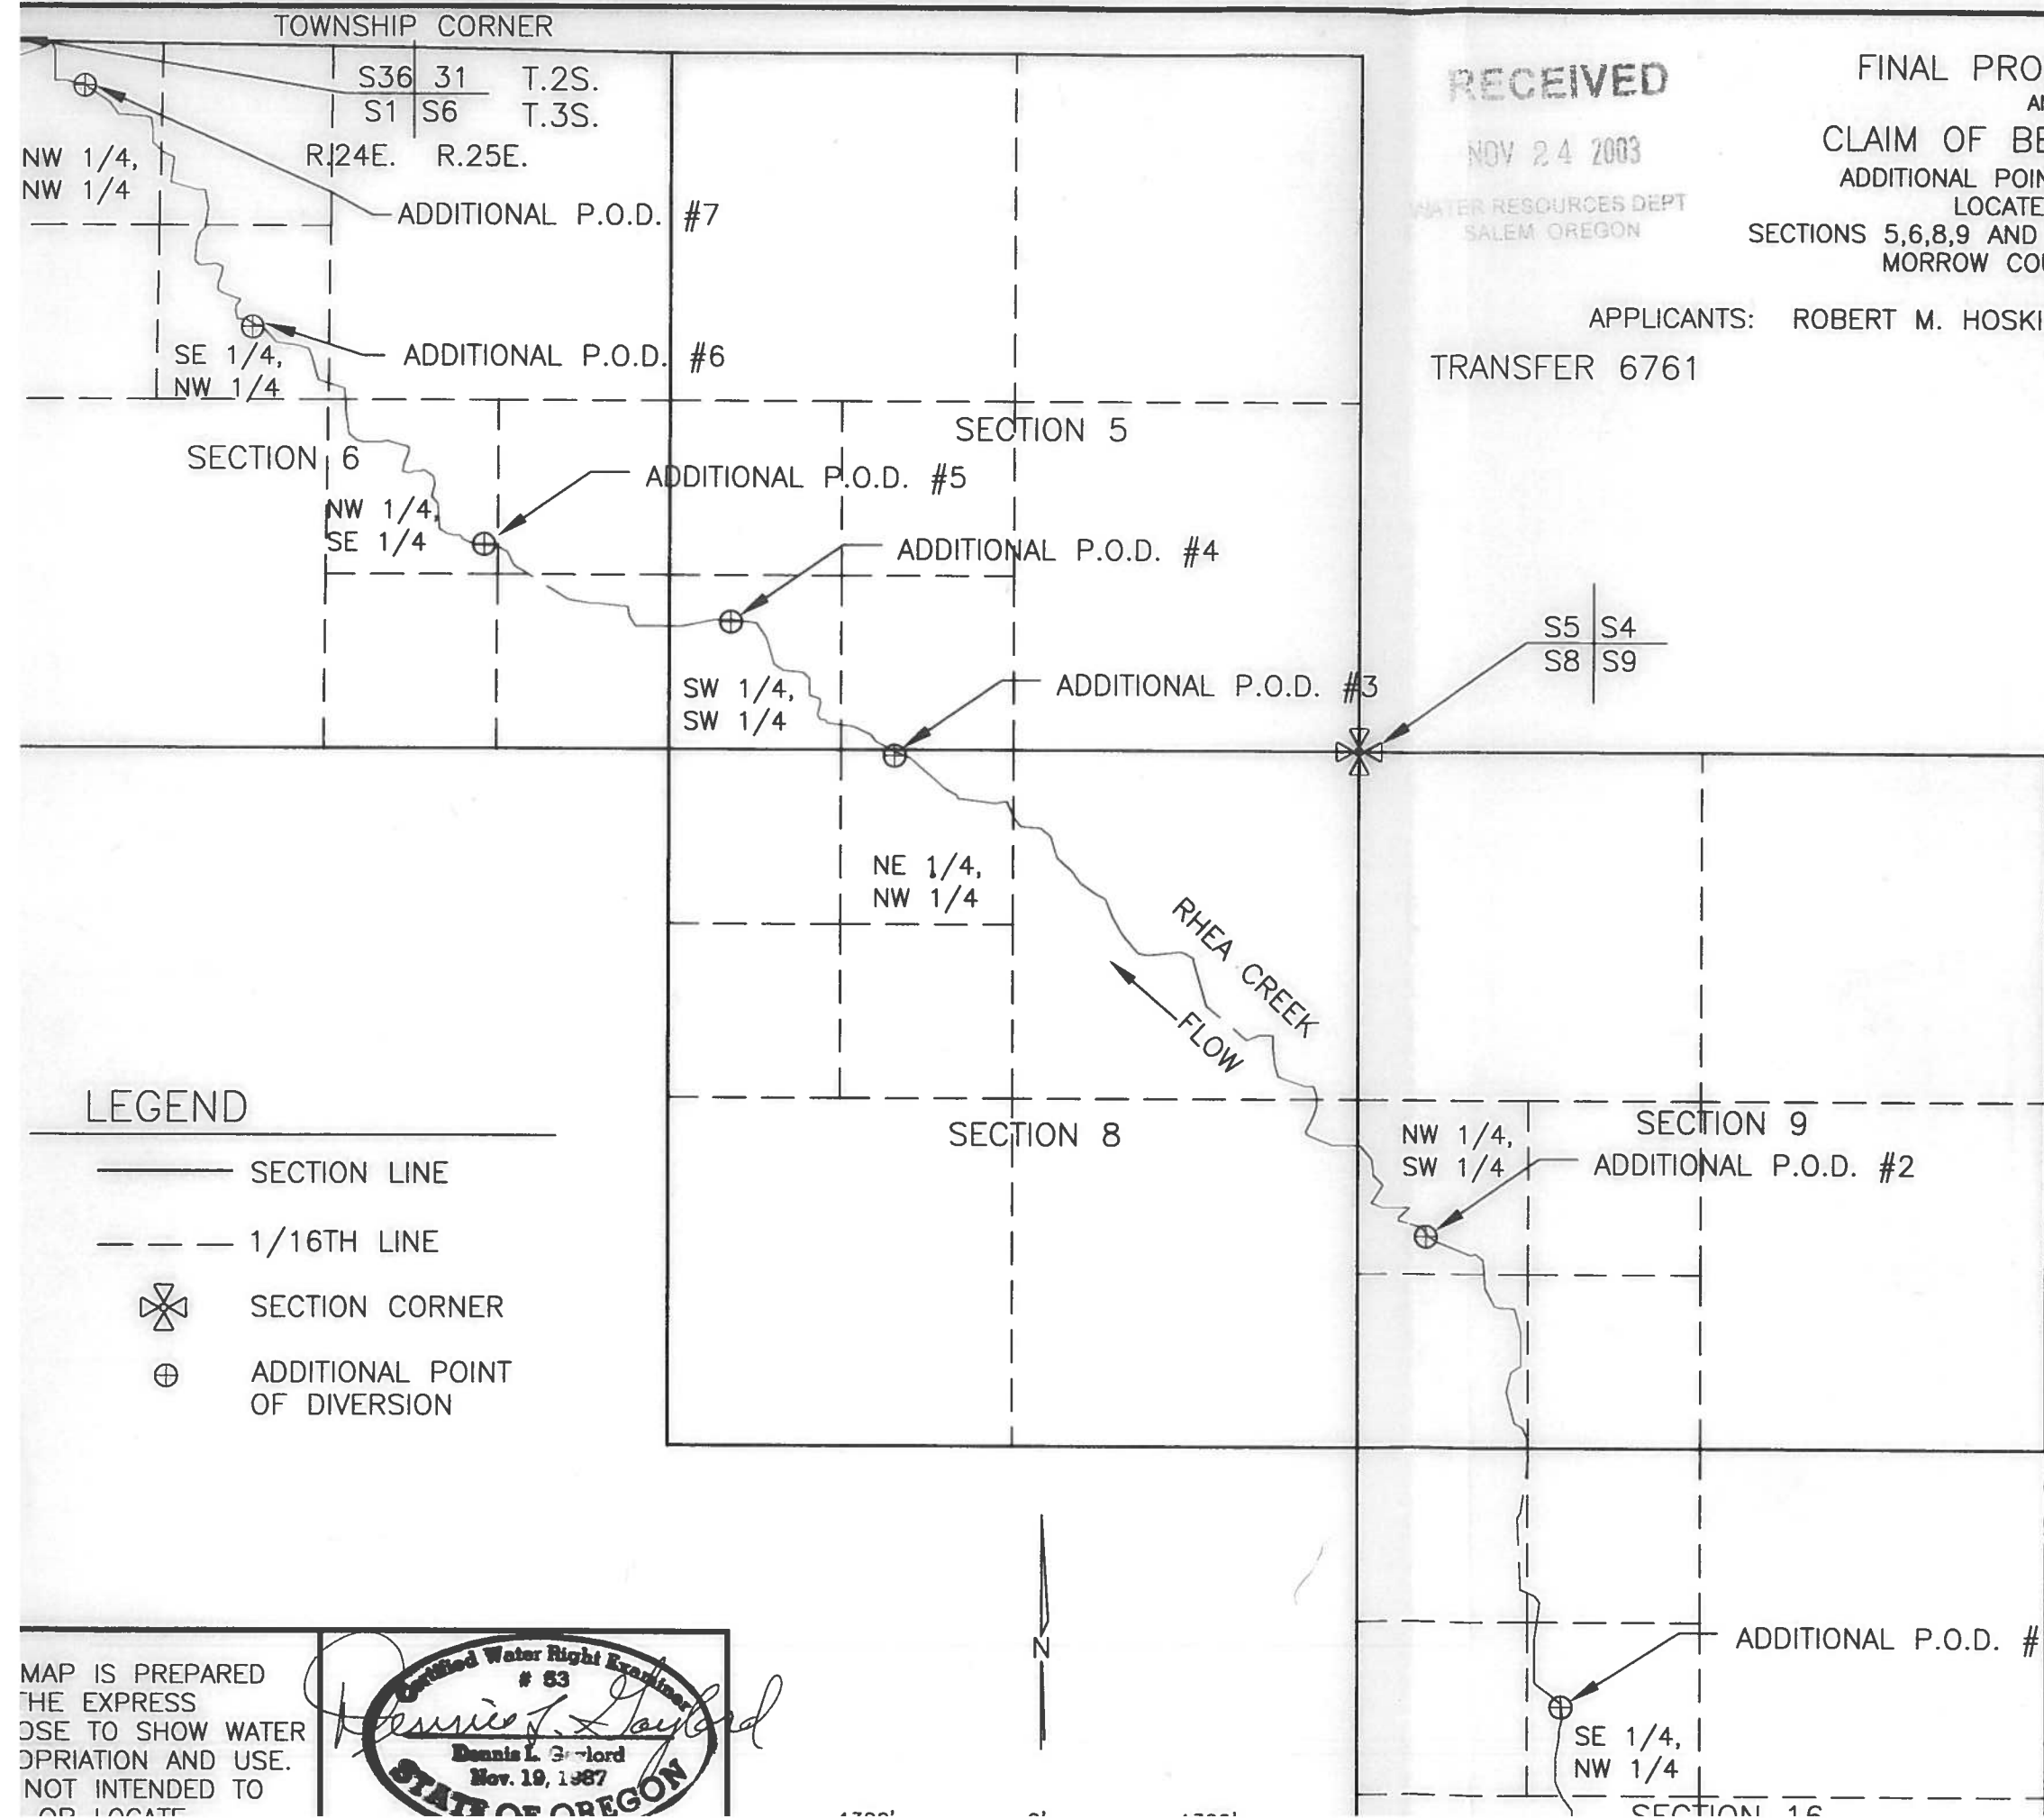 TOWNSHIP CORNER
S36 31 T.2S.
S1 S6 T.3S.
R.24E. R.25E.
NW 1/4,
NW 1/4
ADDITIONAL P.O.D. #7
RECEIVED
NOV 24 2003
WATER RESOURCES DEPT
SALEM OREGON
FINAL PRO
CLAIM OF BE
ADDITIONAL POIN
LOCATE
SECTIONS 5,6,8,9 AND
MORROW COU
APPLICANTS: ROBERT M. HOSKI
TRANSFER 6761
SE 1/4,
NW 1/4
ADDITIONAL P.O.D. #6
SECTION 6
SECTION 5
NW 1/4,
SE 1/4
ADDITIONAL P.O.D. #5
ADDITIONAL P.O.D. #4
S5 S4
S8 S9
SW 1/4,
SW 1/4
ADDITIONAL P.O.D. #3
NE 1/4,
NW 1/4
RHEA CREEK
FLOW
SECTION 8
NW 1/4,
SW 1/4
SECTION 9
ADDITIONAL P.O.D. #2
LEGEND
SECTION LINE
1/16TH LINE
SECTION CORNER
ADDITIONAL POINT
OF DIVERSION
N
ADDITIONAL P.O.D. #
SE 1/4,
NW 1/4
SECTION 16
MAP IS PREPARED
THE EXPRESS
OSE TO SHOW WATER
OPRIATION AND USE.
NOT INTENDED TO
OR LOCATE
Certified Water Right Examiner
# 53
Dennis L. Gaylord
Dennis L. Gaylord
Nov. 19, 1987
STATE OF OREGON